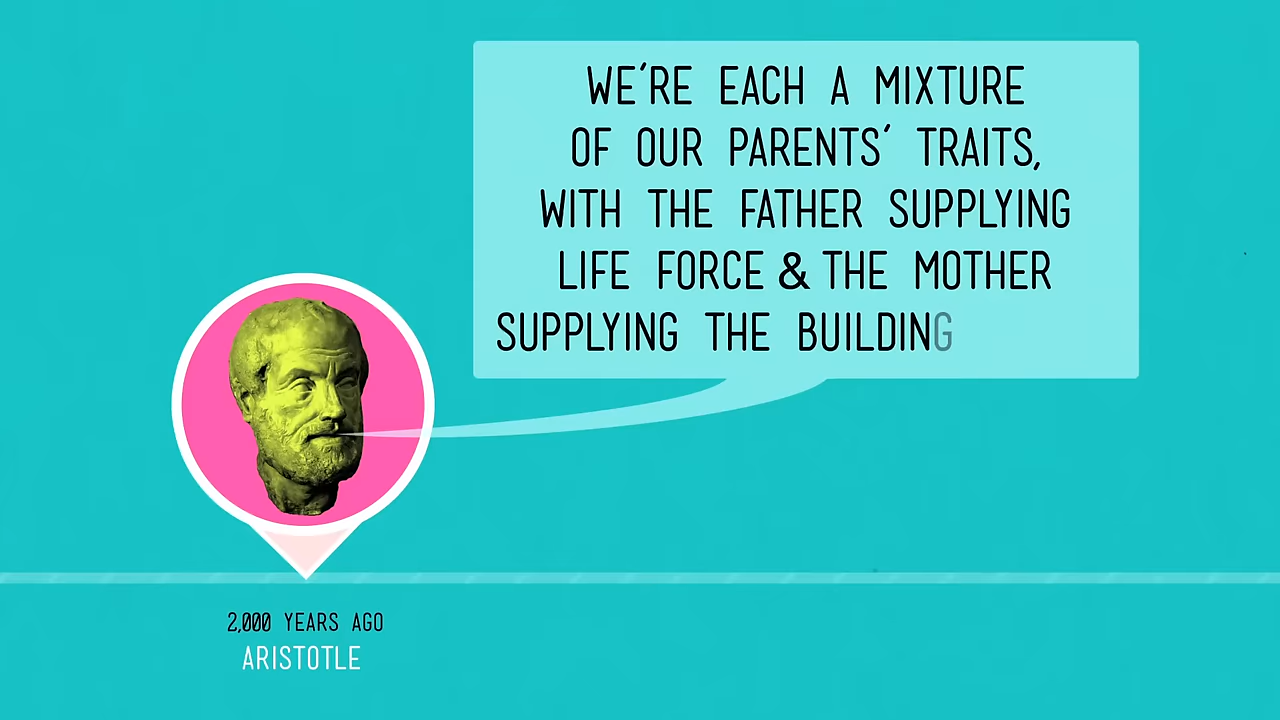 WE'RE EACH A MIXTURE
OF OUR PARENTS' TRAITS,
WITH THE FATHER SUPPLYING
LIFE FORCE & THE MOTHER
SUPPLYING THE BUILDING
2,000 YEARS AGO
ARISTOTLE